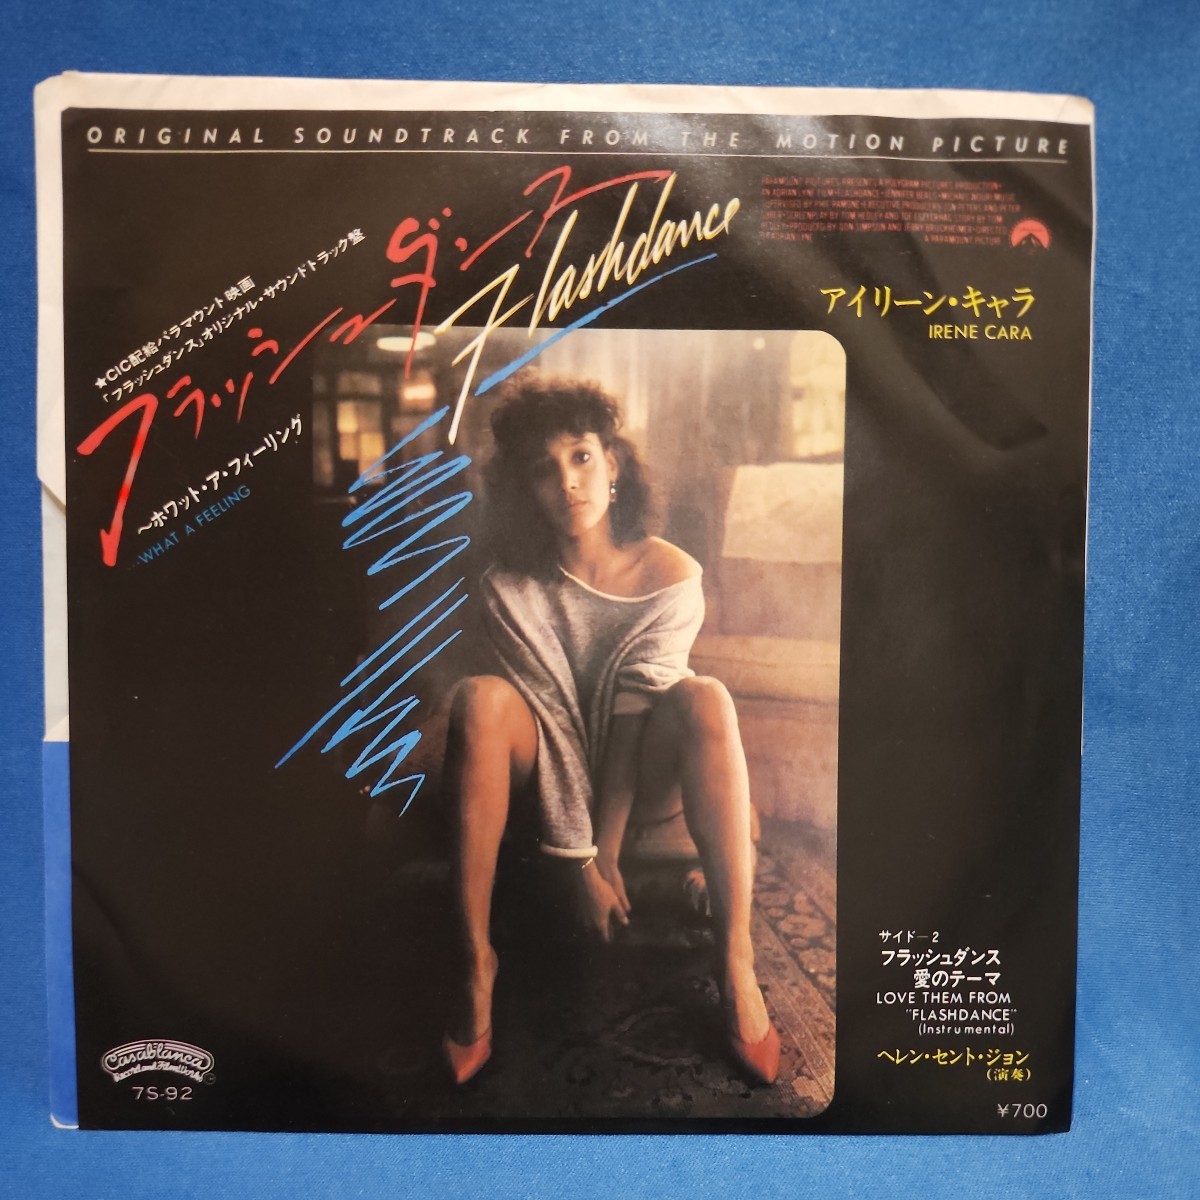 ORIGINAL SOUNDTRACK FROM THE MOTION PICTURE
★CIC配給パラマウント映画
「フラッシュダンス」オリジナル・サウンドトラック盤
フラッシュダンス
Flashdance
〜ホワット・ア・フィーリング
...WHAT A FEELING
A PARAMOUNT PICTURE
アイリーン・キャラ
IRENE CARA
サイド—2
フラッシュダンス
愛のテーマ
LOVE THEM FROM
"FLASHDANCE"
(Instrumental)
ヘレン・セント・ジョン
(演奏)
¥700
Casablanca
Record and FilmWorks
7S-92